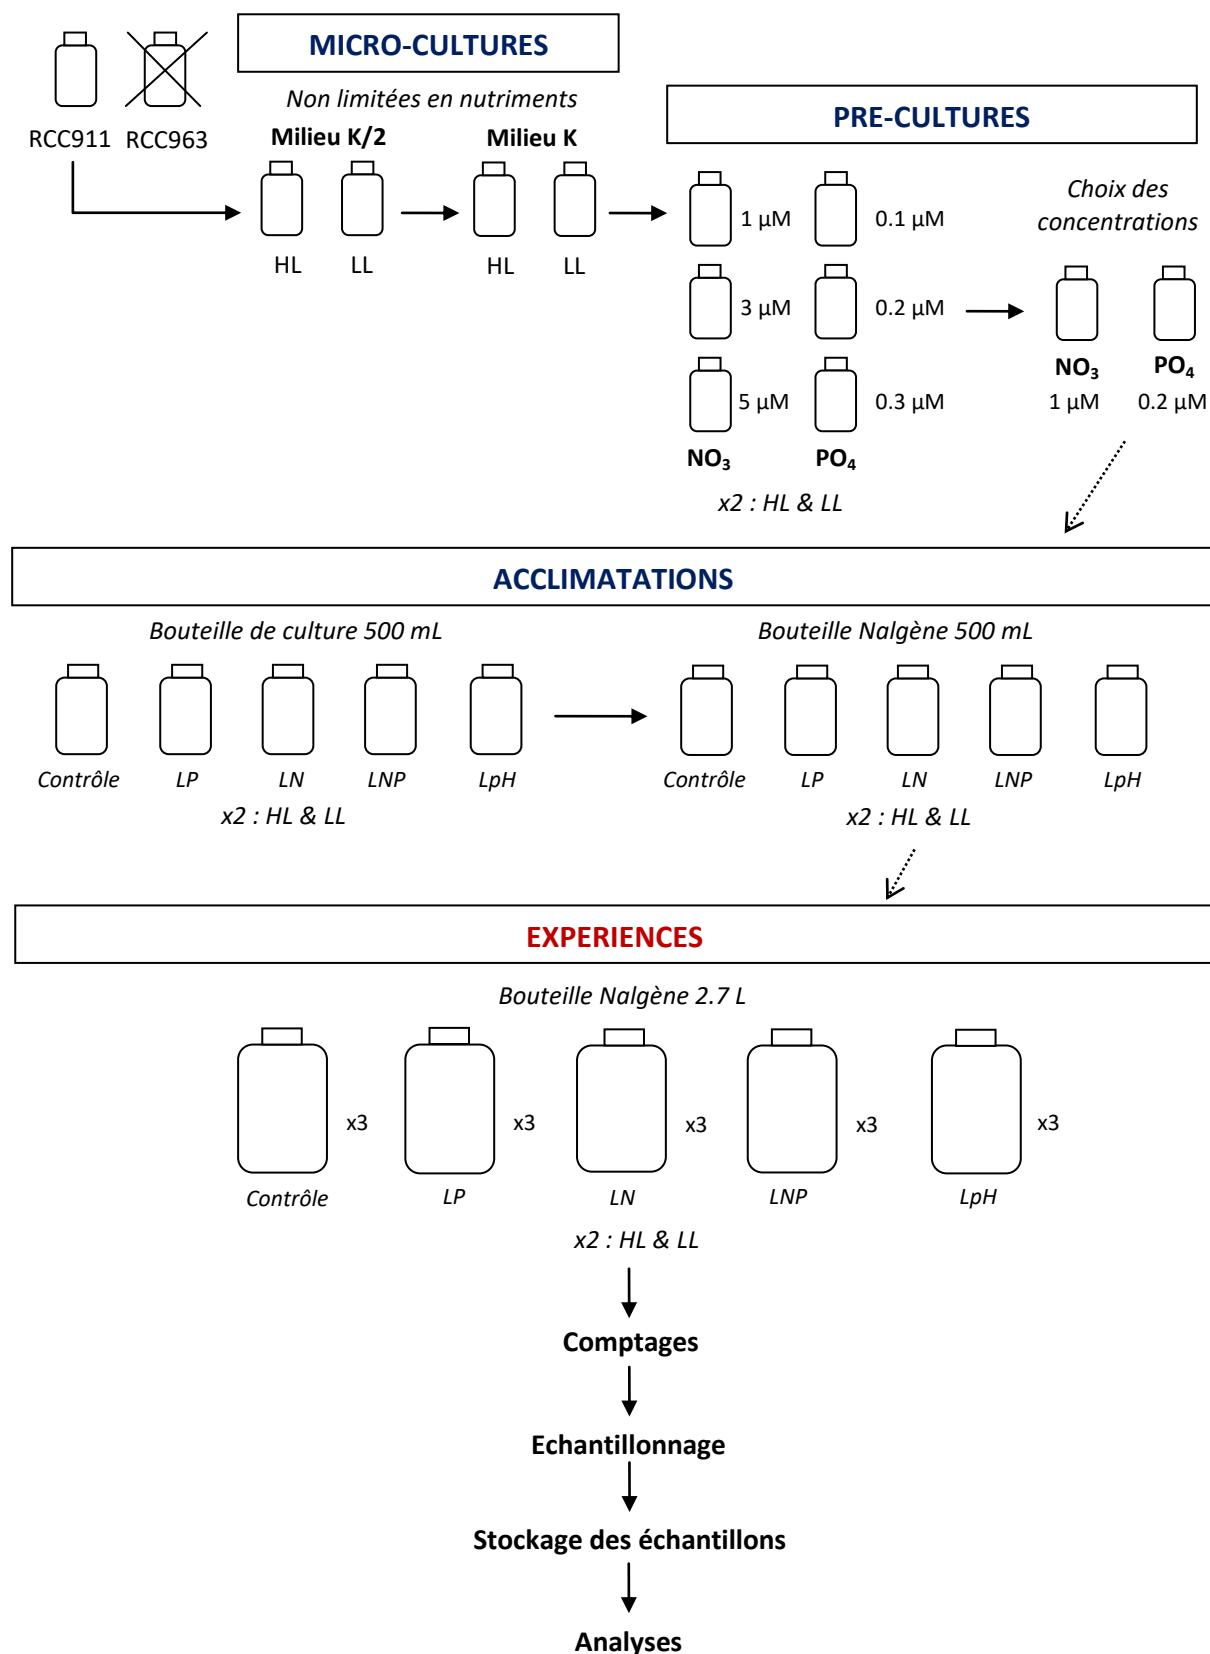 MICRO-CULTURES
Non limitées en nutriments
RCC911 RCC963
Milieu K/2 Milieu K
HL LL HL LL
PRE-CULTURES
1 µM 0.1 µM
3 µM 0.2 µM
5 µM 0.3 µM
NO₃ PO₄
x2 : HL & LL
Choix des
concentrations
NO₃ PO₄
1 µM 0.2 µM
ACCLIMATATIONS
Bouteille de culture 500 mL
Contrôle LP LN LNP LpH
x2 : HL & LL
Bouteille Nalgène 500 mL
Contrôle LP LN LNP LpH
x2 : HL & LL
EXPERIENCES
Bouteille Nalgène 2.7 L
x3 x3 x3 x3 x3
Contrôle LP LN LNP LpH
x2 : HL & LL
Comptages
Echantillonnage
Stockage des échantillons
Analyses